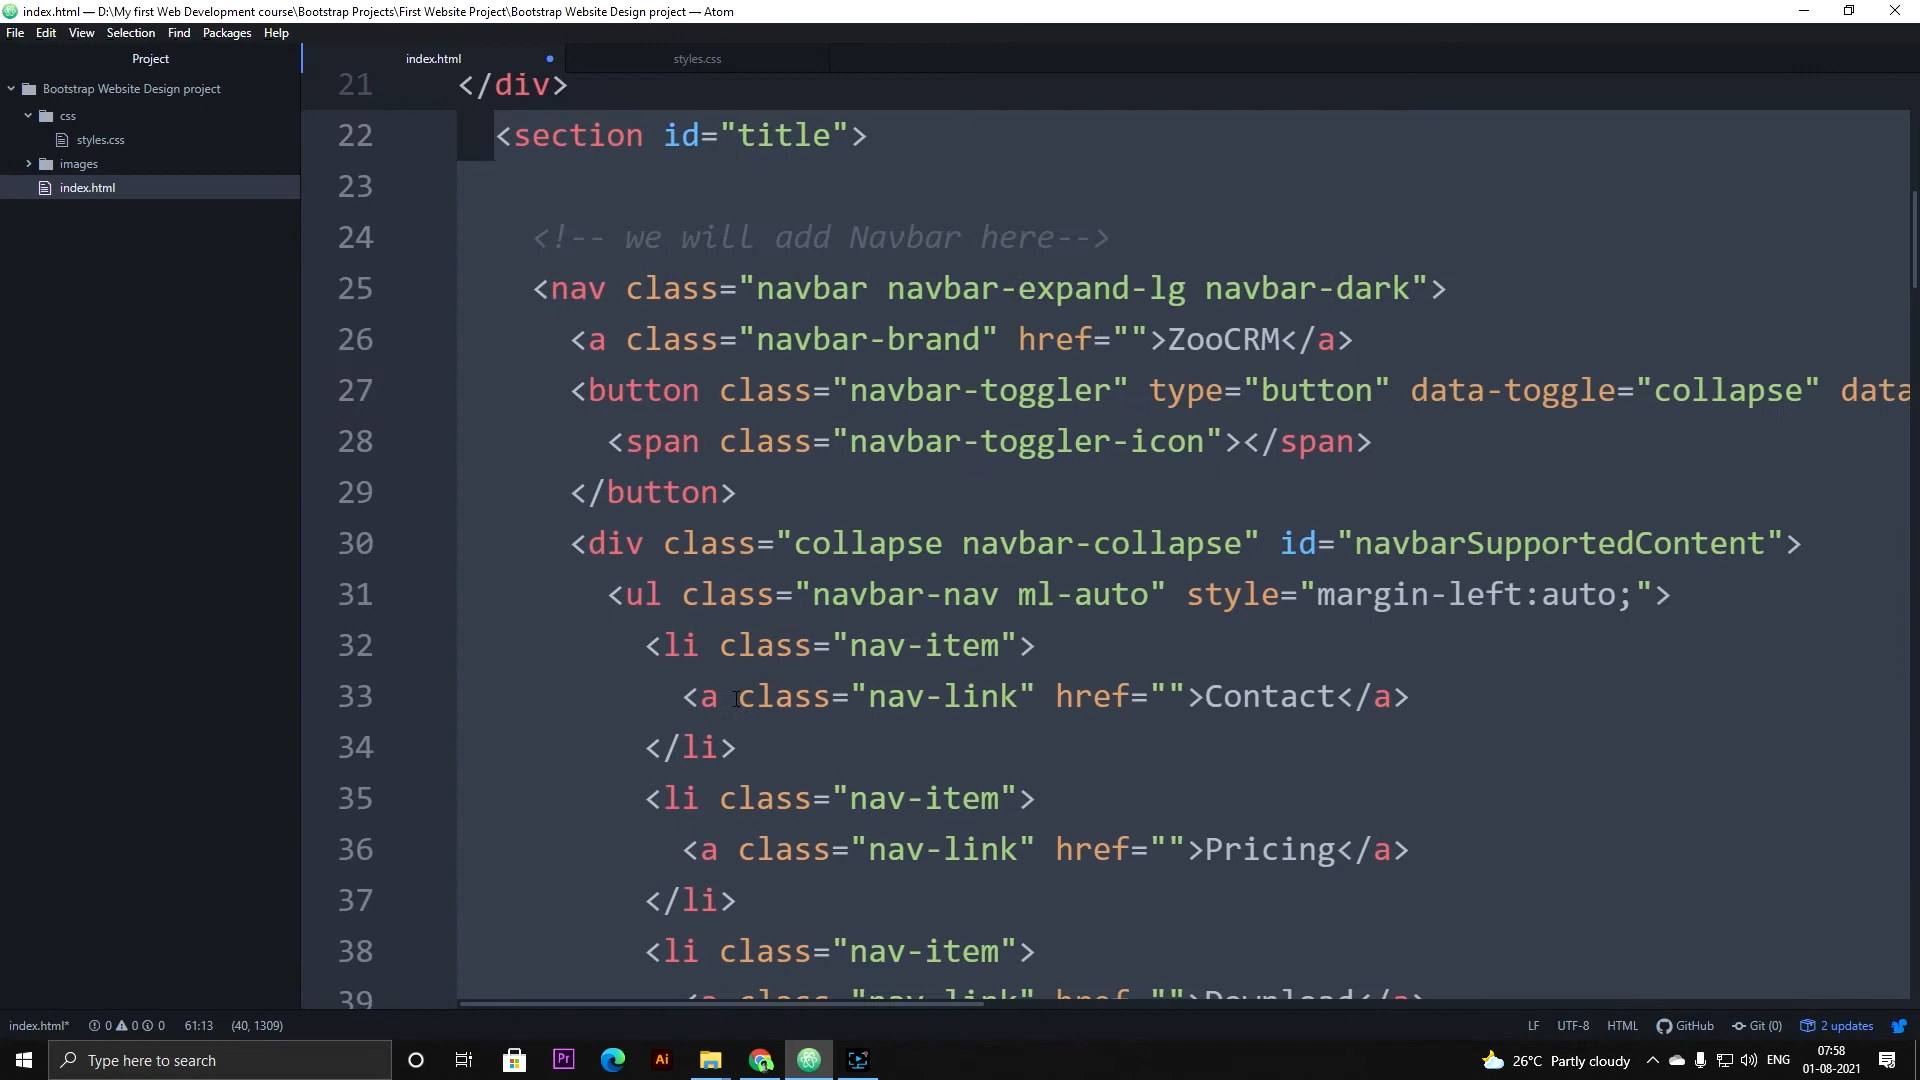 index.html — D:\My first Web Development course\Bootstrap Projects\First Website Project\Bootstrap Website Design project — Atom
File Edit View Selection Find Packages Help
Project
index.html
styles.css
Bootstrap Website Design project
css
styles.css
images
index.html
21 </div>
22 <section id="title">
23
24 <!-- we will add Navbar here-->
25 <nav class="navbar navbar-expand-lg navbar-dark">
26 <a class="navbar-brand" href="">ZooCRM</a>
27 <button class="navbar-toggler" type="button" data-toggle="collapse" data
28 <span class="navbar-toggler-icon"></span>
29 </button>
30 <div class="collapse navbar-collapse" id="navbarSupportedContent">
31 <ul class="navbar-nav ml-auto" style="margin-left:auto;">
32 <li class="nav-item">
33 <a class="nav-link" href="">Contact</a>
34 </li>
35 <li class="nav-item">
36 <a class="nav-link" href="">Pricing</a>
37 </li>
38 <li class="nav-item">
39 <a class="nav-link" href="">Download</a>
index.html* 0 0 0 61:13 (40, 1309) LF UTF-8 HTML GitHub Git (0) 2 updates
Type here to search
Pr
Ai
26°C Partly cloudy
ENG
07:58
01-08-2021